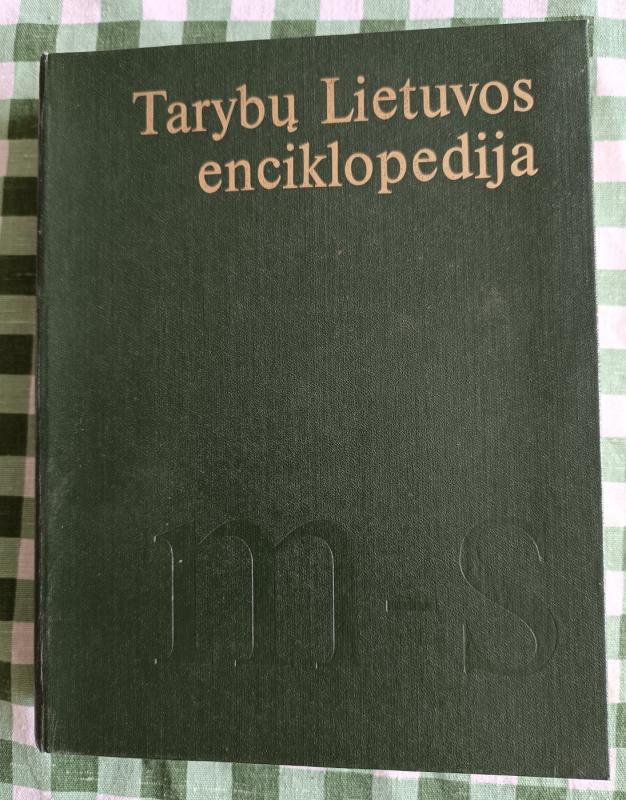 Tarybų Lietuvos
enciklopedija
m-s